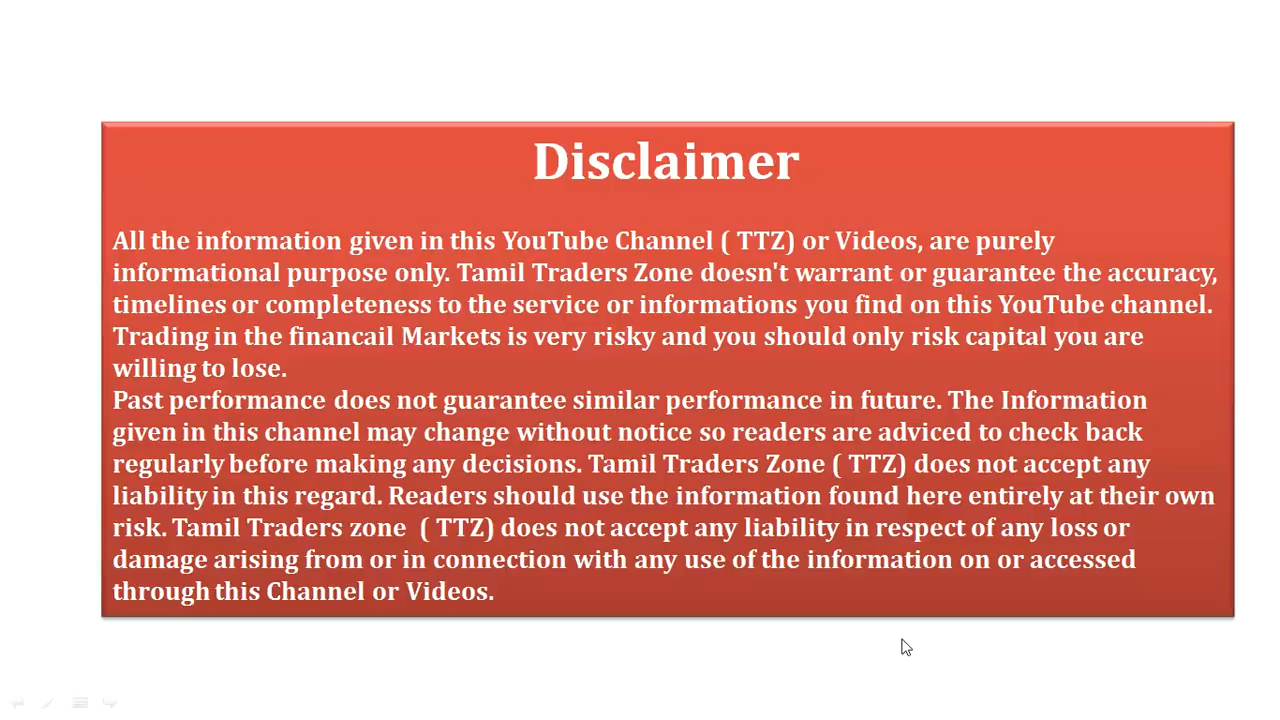 Disclaimer
All the information given in this YouTube Channel ( TTZ) or Videos, are purely
informational purpose only. Tamil Traders Zone doesn't warrant or guarantee the accuracy,
timelines or completeness to the service or informations you find on this YouTube channel.
Trading in the financail Markets is very risky and you should only risk capital you are
willing to lose.
Past performance does not guarantee similar performance in future. The Information
given in this channel may change without notice so readers are adviced to check back
regularly before making any decisions. Tamil Traders Zone ( TTZ) does not accept any
liability in this regard. Readers should use the information found here entirely at their own
risk. Tamil Traders zone  ( TTZ) does not accept any liability in respect of any loss or
damage arising from or in connection with any use of the information on or accessed
through this Channel or Videos.